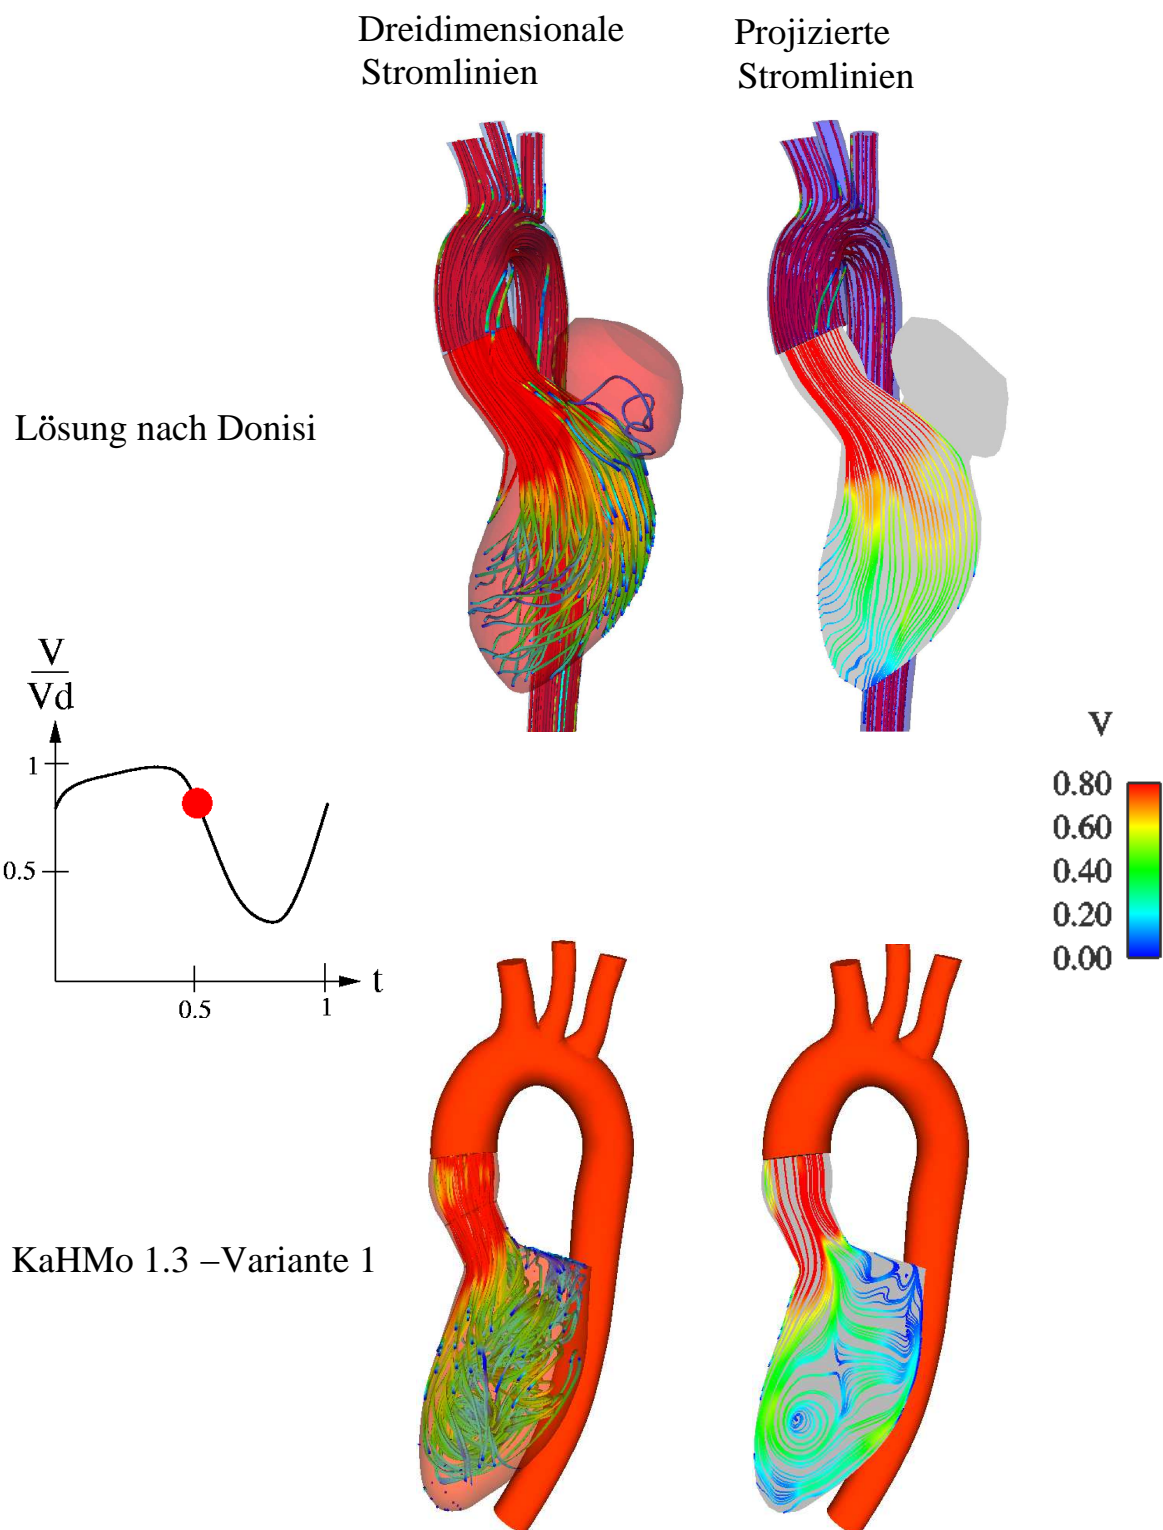 Dreidimensionale
Stromlinien
Projizierte
Stromlinien
Lösung nach Donisi
V
Vd
1
0.5
0.5
1
t
v
0.80
0.60
0.40
0.20
0.00
KaHMo 1.3 –Variante 1